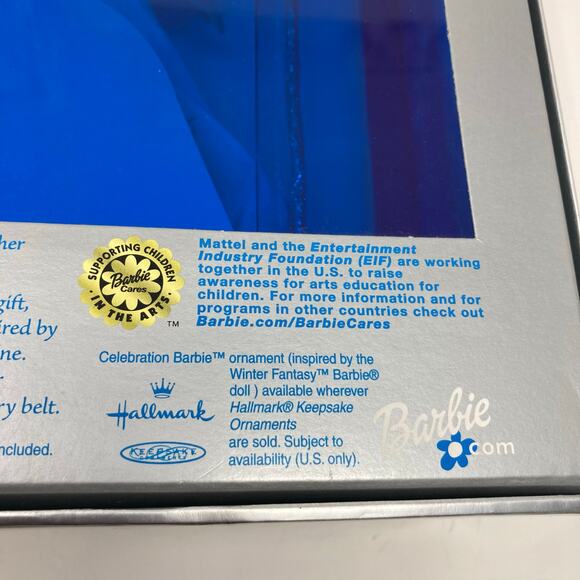 her
gift,
ired by
ne.
ry belt.
ncluded.
SUPPORTING CHILDREN
Barbie
Cares
• IN THE ARTS •
TM
Mattel and the Entertainment
Industry Foundation (EIF) are working
together in the U.S. to raise
awareness for arts education for
children. For more information and for
programs in other countries check out
Barbie.com/BarbieCares
Celebration Barbie™ ornament (inspired by the
Winter Fantasy™ Barbie®
doll ) available wherever
Hallmark® Keepsake
Ornaments
are sold. Subject to
availability (U.S. only).
Hallmark
KEEPSAKE
Barbie
com